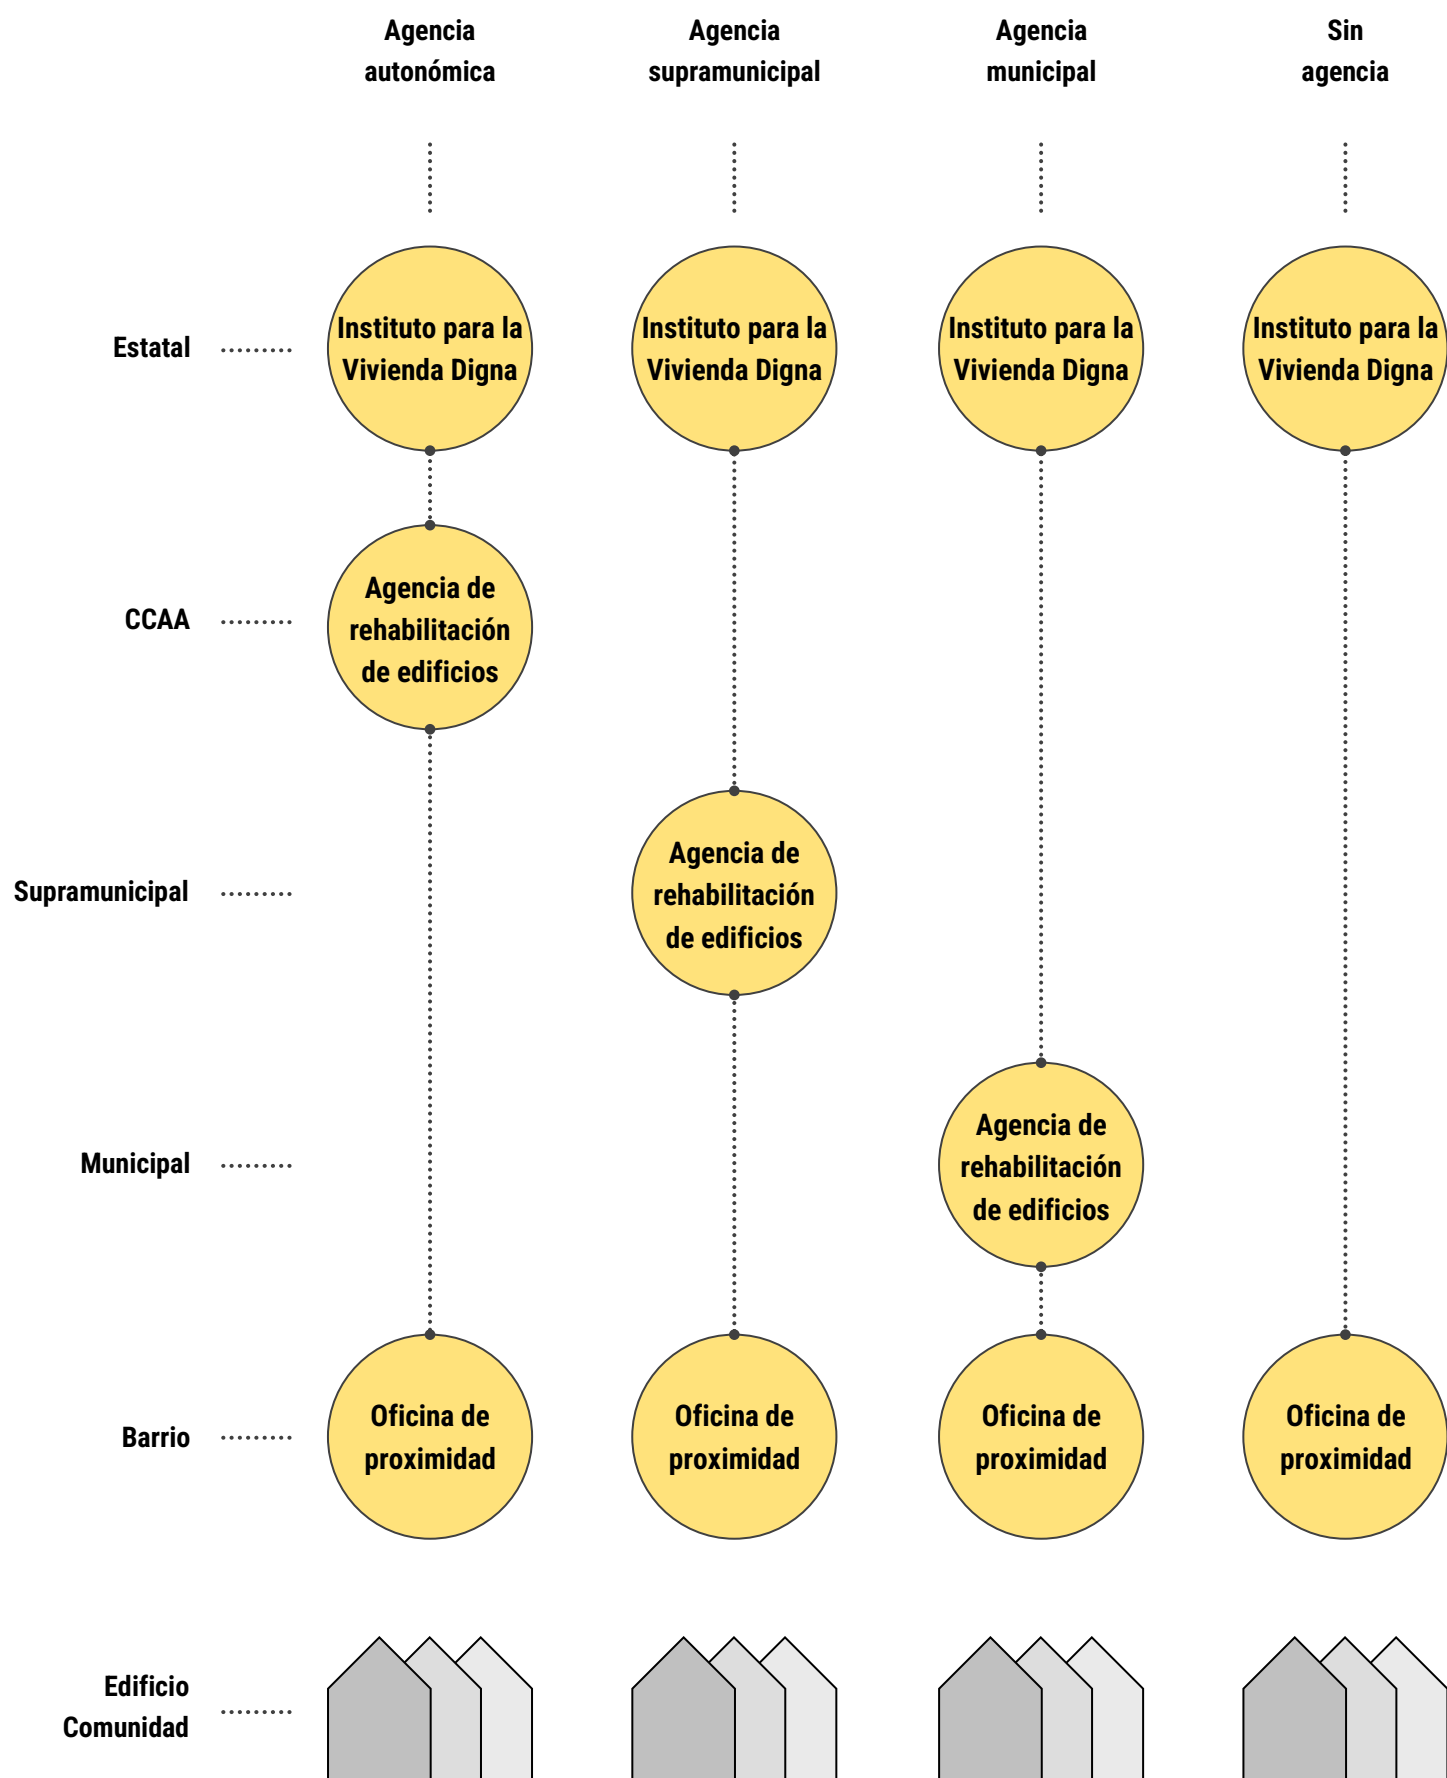 Agencia
autonómica
Agencia
supramunicipal
Agencia
municipal
Sin
agencia
Estatal
Instituto para la
Vivienda Digna
Instituto para la
Vivienda Digna
Instituto para la
Vivienda Digna
Instituto para la
Vivienda Digna
CCAA
Agencia de
rehabilitación
de edificios
Supramunicipal
Agencia de
rehabilitación
de edificios
Municipal
Agencia de
rehabilitación
de edificios
Barrio
Oficina de
proximidad
Oficina de
proximidad
Oficina de
proximidad
Oficina de
proximidad
Edificio
Comunidad